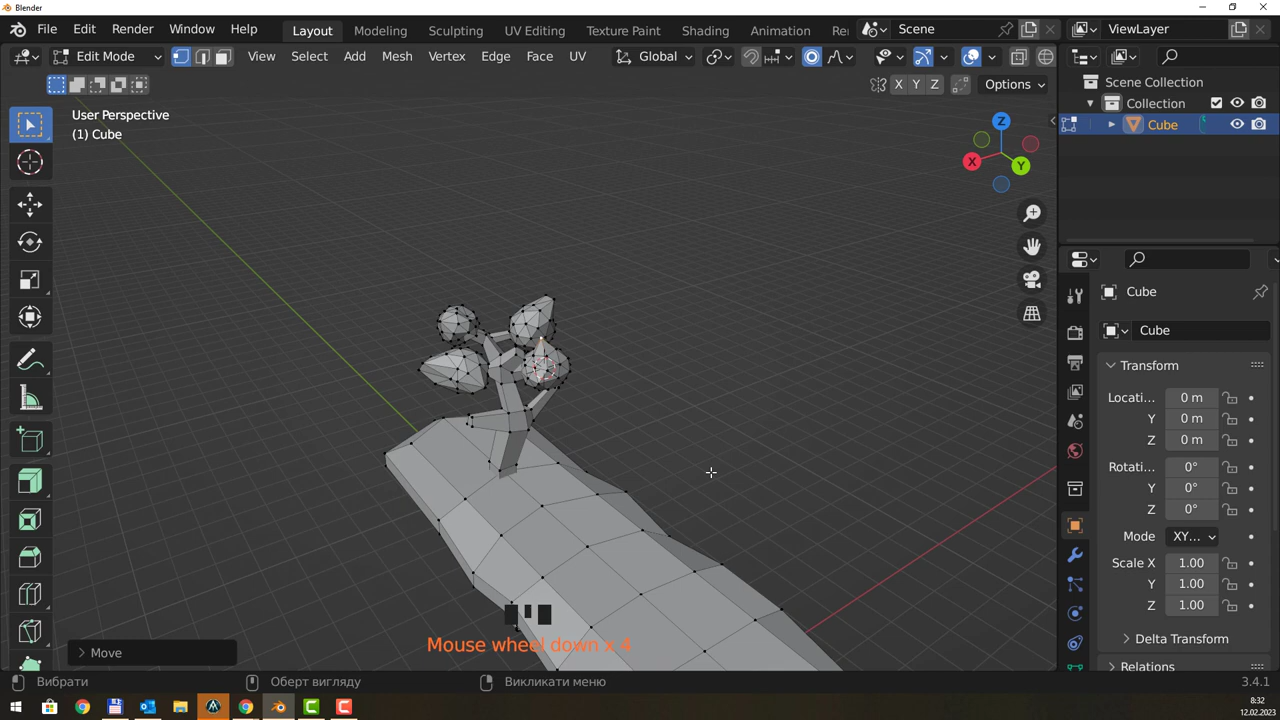 Blender
File Edit Render Window Help Layout Modeling Sculpting UV Editing Texture Paint Shading Animation Re Scene ViewLayer
Edit Mode View Select Add Mesh Vertex Edge Face UV Global
X Y Z Options
User Perspective
(1) Cube
Z
X
Y
Scene Collection
Collection
Cube
Cube
Cube
Transform
Locati... 0 m
Y 0 m
Z 0 m
Rotati... 0°
Y 0°
Z 0°
Mode XY...
Scale X 1.00
Y 1.00
Z 1.00
Delta Transform
Relations
Mouse wheel down x 4
Move
Вибрати Оберт вигляду Викликати меню 3.4.1
8:32
12.02.2023